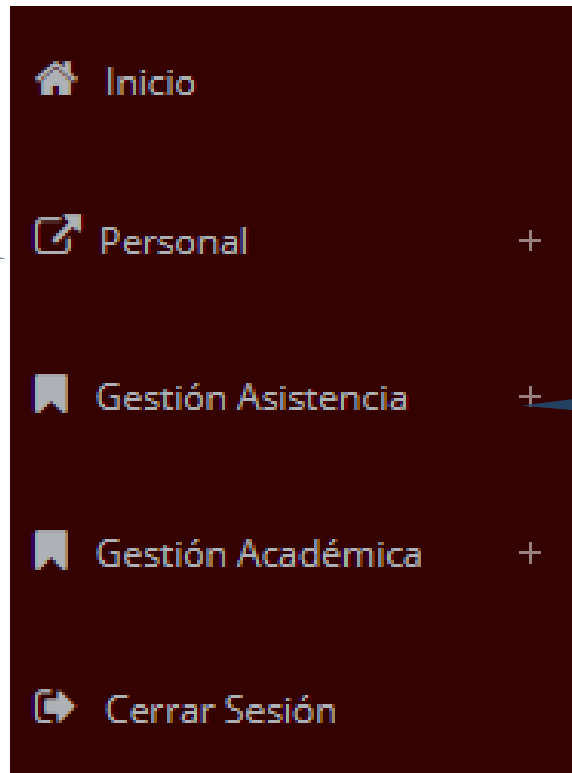 Inicio
Personal +
Gestión Asistencia +
Gestión Académica +
Cerrar Sesión